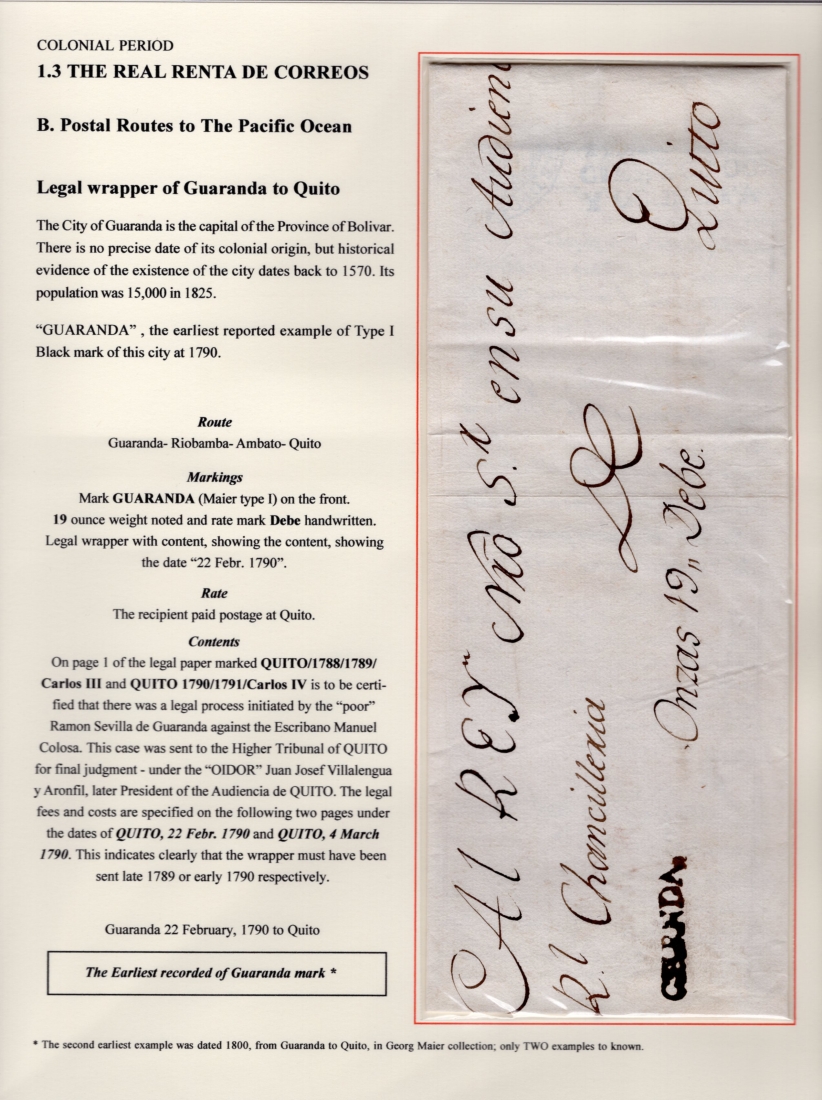 COLONIAL PERIOD
1.3 THE REAL RENTA DE CORREOS
B. Postal Routes to The Pacific Ocean
Legal wrapper of Guaranda to Quito
The City of Guaranda is the capital of the Province of Bolivar.
There is no precise date of its colonial origin, but historical
evidence of the existence of the city dates back to 1570. Its
population was 15,000 in 1825.
“GUARANDA” , the earliest reported example of Type I
Black mark of this city at 1790.
Route
Guaranda- Riobamba- Ambato- Quito
Markings
Mark GUARANDA (Maier type I) on the front.
19 ounce weight noted and rate mark Debe handwritten.
Legal wrapper with content, showing the content, showing
the date “22 Febr. 1790”.
Rate
The recipient paid postage at Quito.
Contents
On page 1 of the legal paper marked QUITO/1788/1789/
Carlos III and QUITO 1790/1791/Carlos IV is to be certi-
fied that there was a legal process initiated by the “poor”
Ramon Sevilla de Guaranda against the Escribano Manuel
Colosa. This case was sent to the Higher Tribunal of QUITO
for final judgment - under the “OIDOR” Juan Josef Villalengua
y Aronfil, later President of the Audiencia de QUITO. The legal
fees and costs are specified on the following two pages under
the dates of QUITO, 22 Febr. 1790 and QUITO, 4 March
1790. This indicates clearly that the wrapper must have been
sent late 1789 or early 1790 respectively.
Guaranda 22 February, 1790 to Quito
The Earliest recorded of Guaranda mark *
* The second earliest example was dated 1800, from Guaranda to Quito, in Georg Maier collection; only TWO examples to known.
Al REY Nro S.r ensu Audien
R.l Chancilleria De Quito
Onzas 19,, Debe.
GUARANDA